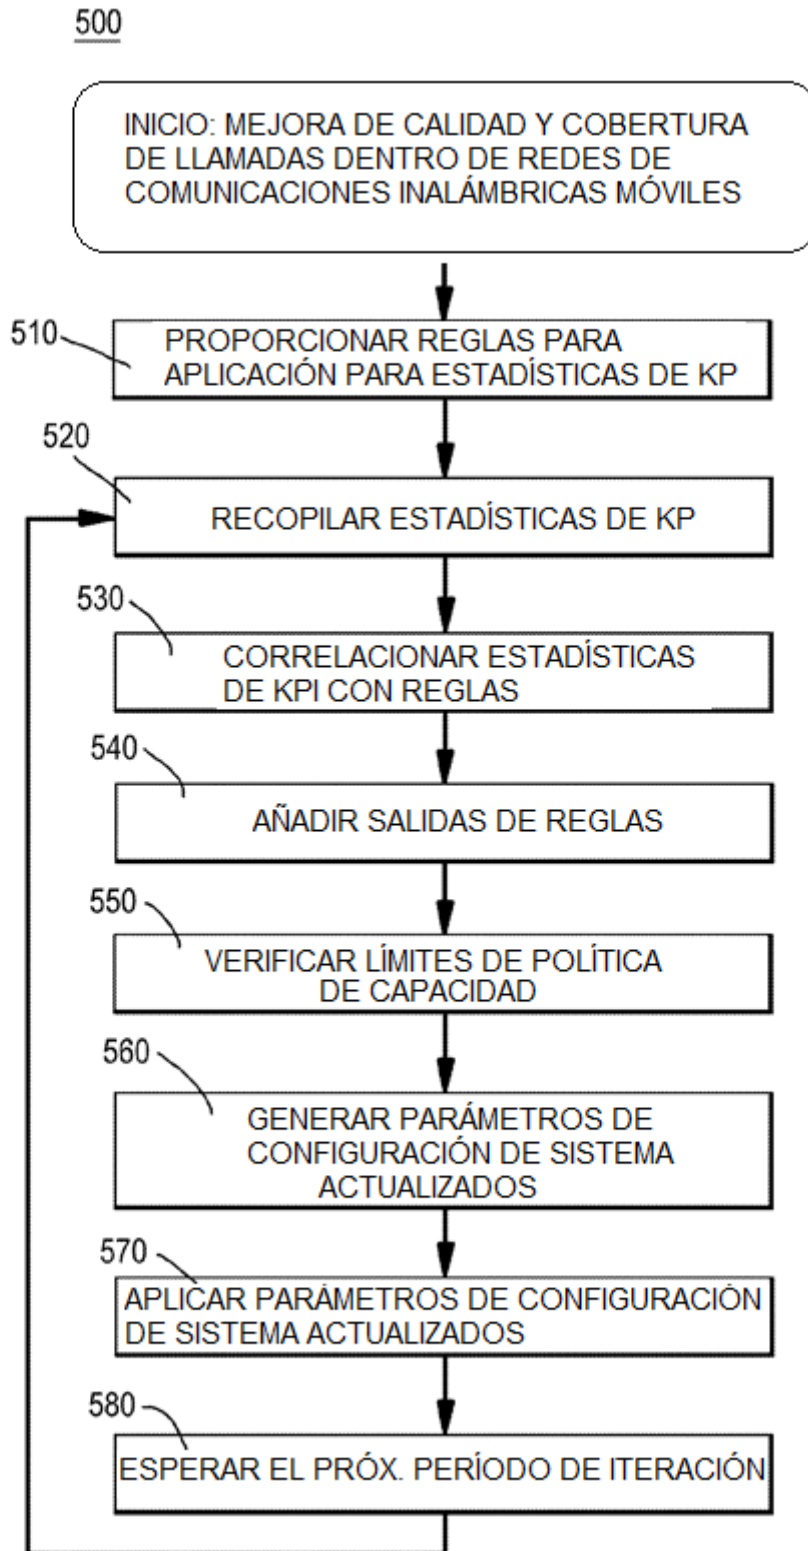 500
INICIO: MEJORA DE CALIDAD Y COBERTURA
DE LLAMADAS DENTRO DE REDES DE
COMUNICACIONES INALÁMBRICAS MÓVILES
510
PROPORCIONAR REGLAS PARA
APLICACIÓN PARA ESTADÍSTICAS DE KP
520
RECOPILAR ESTADÍSTICAS DE KP
530
CORRELACIONAR ESTADÍSTICAS
DE KPI CON REGLAS
540
AÑADIR SALIDAS DE REGLAS
550
VERIFICAR LÍMITES DE POLÍTICA
DE CAPACIDAD
560
GENERAR PARÁMETROS DE
CONFIGURACIÓN DE SISTEMA
ACTUALIZADOS
570
APLICAR PARÁMETROS DE CONFIGURACIÓN
DE SISTEMA ACTUALIZADOS
580
ESPERAR EL PRÓX. PERÍODO DE ITERACIÓN